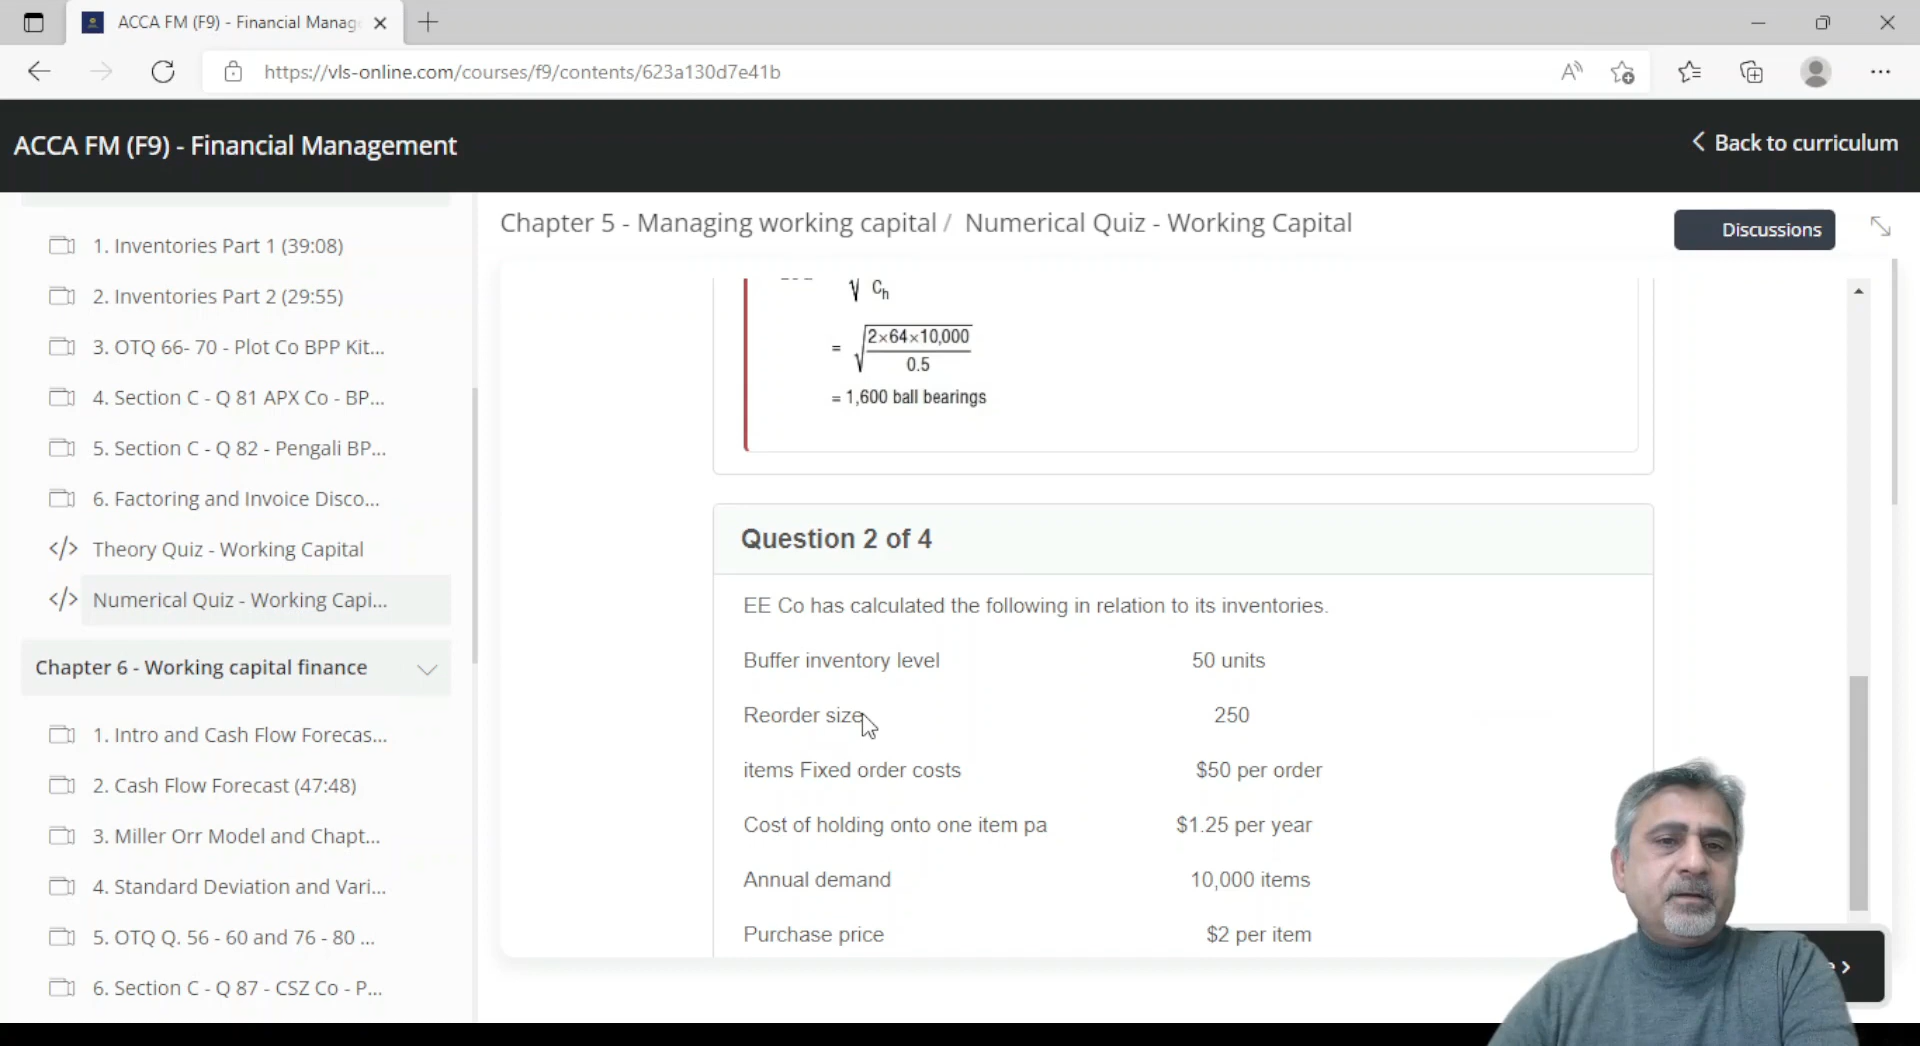 ACCA FM (F9) - Financial Manag
https://vls-online.com/courses/f9/contents/623a130d7e41b
ACCA FM (F9) - Financial Management
Back to curriculum
1. Inventories Part 1 (39:08)
2. Inventories Part 2 (29:55)
3. OTQ 66- 70 - Plot Co BPP Kit...
4. Section C - Q 81 APX Co - BP...
5. Section C - Q 82 - Pengali BP...
6. Factoring and Invoice Disco...
</> Theory Quiz - Working Capital
</> Numerical Quiz - Working Capi...
Chapter 6 - Working capital finance
1. Intro and Cash Flow Forecas...
2. Cash Flow Forecast (47:48)
3. Miller Orr Model and Chapt...
4. Standard Deviation and Vari...
5. OTQ Q. 56 - 60 and 76 - 80 ...
6. Section C - Q 87 - CSZ Co - P...
Chapter 5 - Managing working capital / Numerical Quiz - Working Capital
Discussions
√ Ch
= √ 2×64×10,000
0.5
= 1,600 ball bearings
Question 2 of 4
EE Co has calculated the following in relation to its inventories.
Buffer inventory level 50 units
Reorder size 250
items Fixed order costs $50 per order
Cost of holding onto one item pa $1.25 per year
Annual demand 10,000 items
Purchase price $2 per item